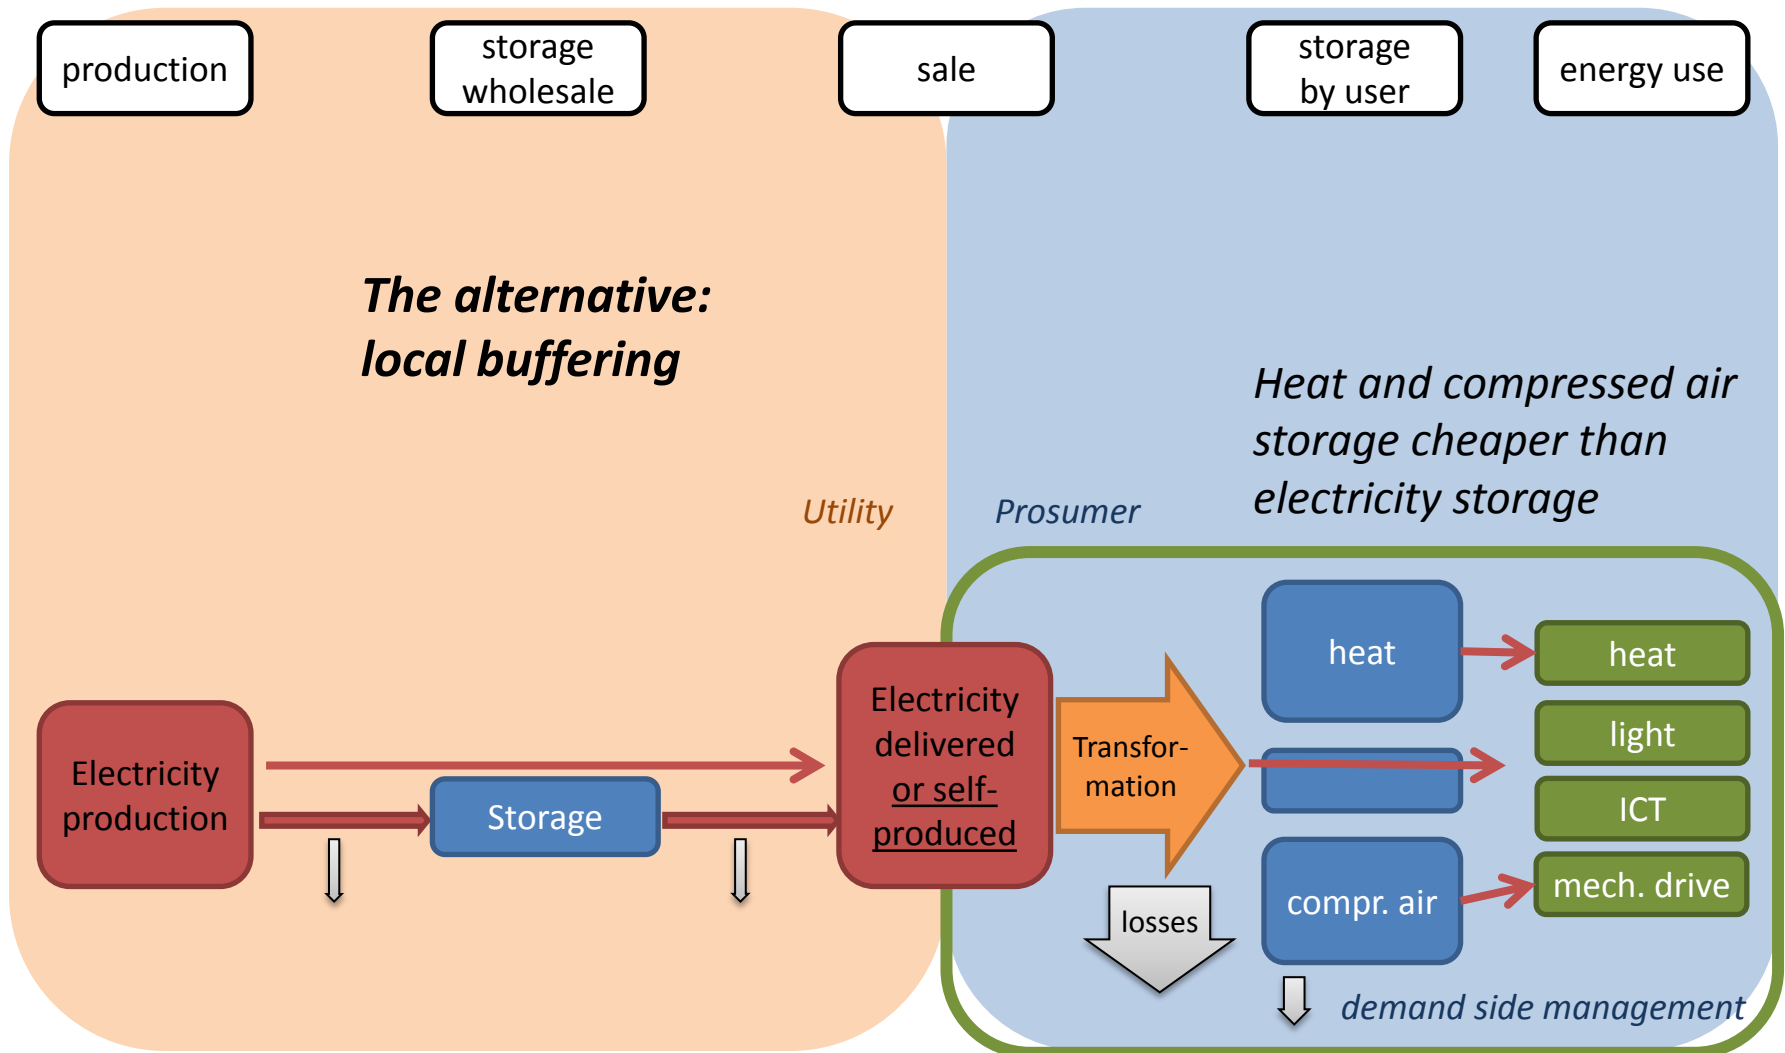 production
storage
wholesale
sale
storage
by user
energy use
The alternative:
local buffering
Heat and compressed air
storage cheaper than
electricity storage
Utility
Prosumer
Electricity
production
Storage
Electricity
delivered
or self-
produced
Transfor-
mation
losses
heat
compr. air
heat
light
ICT
mech. drive
demand side management